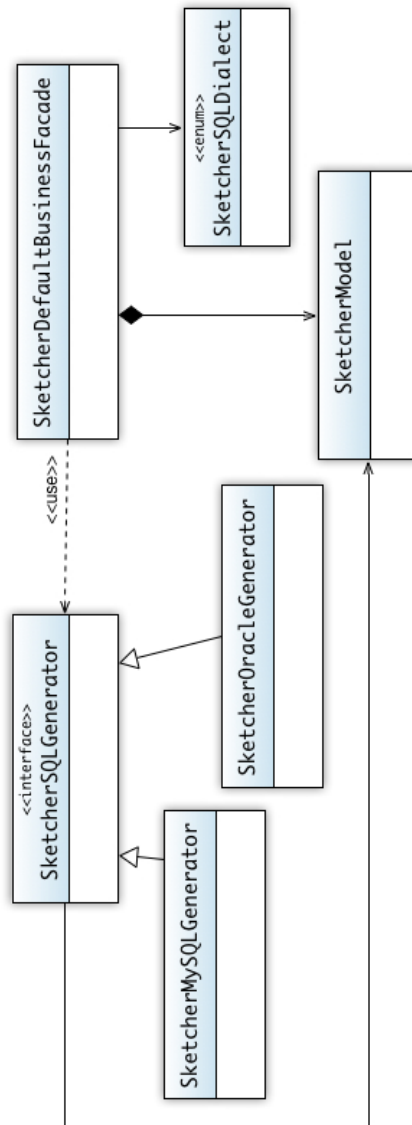 <<interface>>
SketcherSQLGenerator
<<use>>
SketcherDefaultBusinessFacade
SketcherMySQLGenerator
SketcherOracleGenerator
<<enum>>
SketcherSQLDialect
SketcherModel